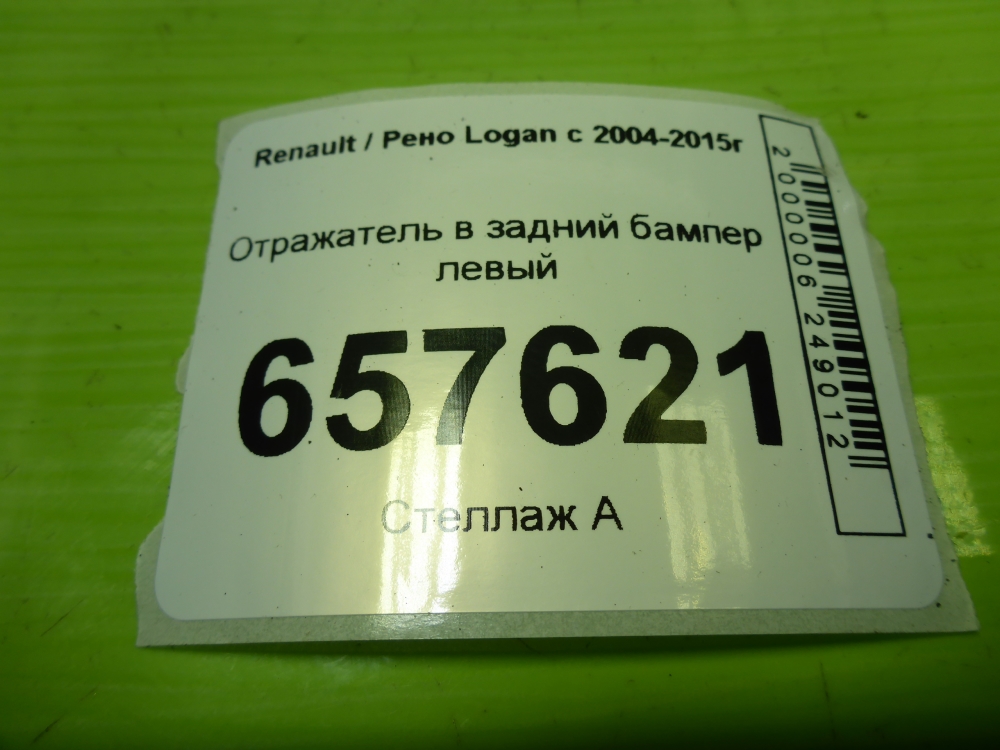 Renault / Рено Logan с 2004-2015г
Отражатель в задний бампер
левый
657621
Стеллаж А
2000006249012